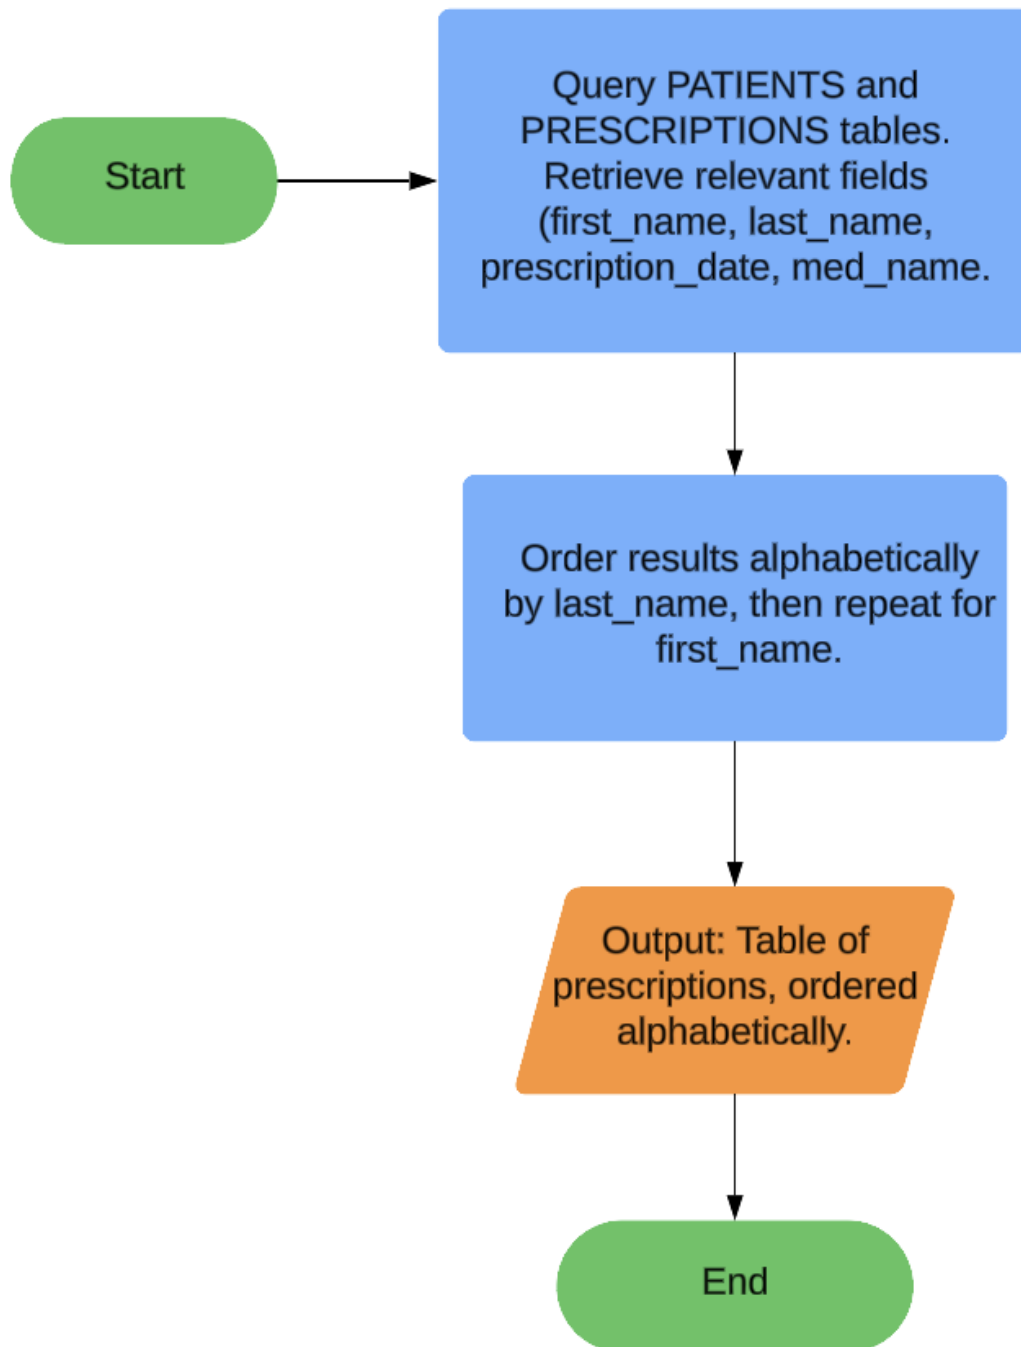 Start
Query PATIENTS and
PRESCRIPTIONS tables.
Retrieve relevant fields
(first_name, last_name,
prescription_date, med_name.
Order results alphabetically
by last_name, then repeat for
first_name.
Output: Table of
prescriptions, ordered
alphabetically.
End